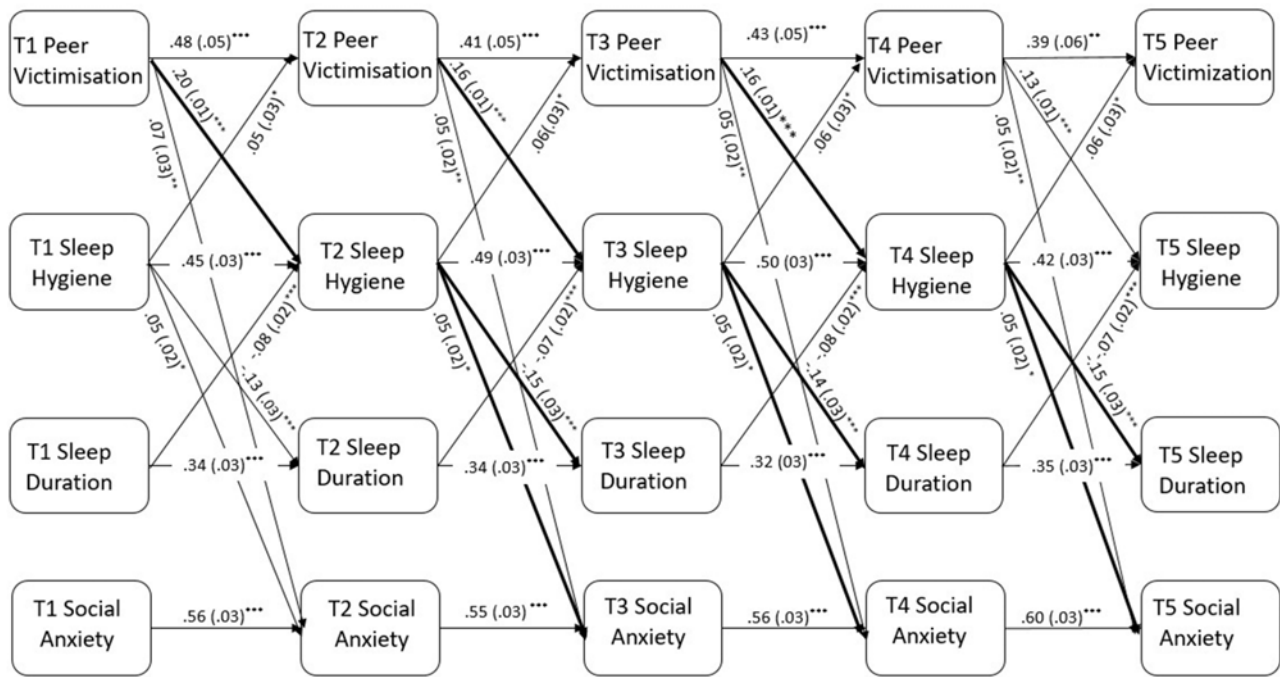 T1 Peer
Victimisation
.48 (.05)***
T2 Peer
Victimisation
.41 (.05)***
T3 Peer
Victimisation
.43 (.05)***
T4 Peer
Victimisation
.39 (.06)**
T5 Peer
Victimization
.20 (.01)***
.05 (.03)*
.07 (.03)**
.16 (.01)***
.06(.03)*
.05 (.02)**
.16 (.01)***
.06 (.03)*
.05 (.02)**
.13 (.01)***
.06 (.03)*
.05 (.02)**
T1 Sleep
Hygiene
.45 (.03)***
T2 Sleep
Hygiene
.49 (.03)***
T3 Sleep
Hygiene
.50 (03)***
T4 Sleep
Hygiene
.42 (.03)***
T5 Sleep
Hygiene
-.08 (.02)***
.05 (.02)*
-.13 (.03)***
-.07 (.02)***
.05 (.02)*
-.15 (.03)***
-.08 (.02)***
.05 (.02)*
-.14 (.03)***
-.07 (.02)***
.05 (.02)*
-.15 (.03)***
T1 Sleep
Duration
.34 (.03)***
T2 Sleep
Duration
.34 (.03)***
T3 Sleep
Duration
.32 (03)***
T4 Sleep
Duration
.35 (.03)***
T5 Sleep
Duration
T1 Social
Anxiety
.56 (.03)***
T2 Social
Anxiety
.55 (.03)***
T3 Social
Anxiety
.56 (.03)***
T4 Social
Anxiety
.60 (.03)***
T5 Social
Anxiety